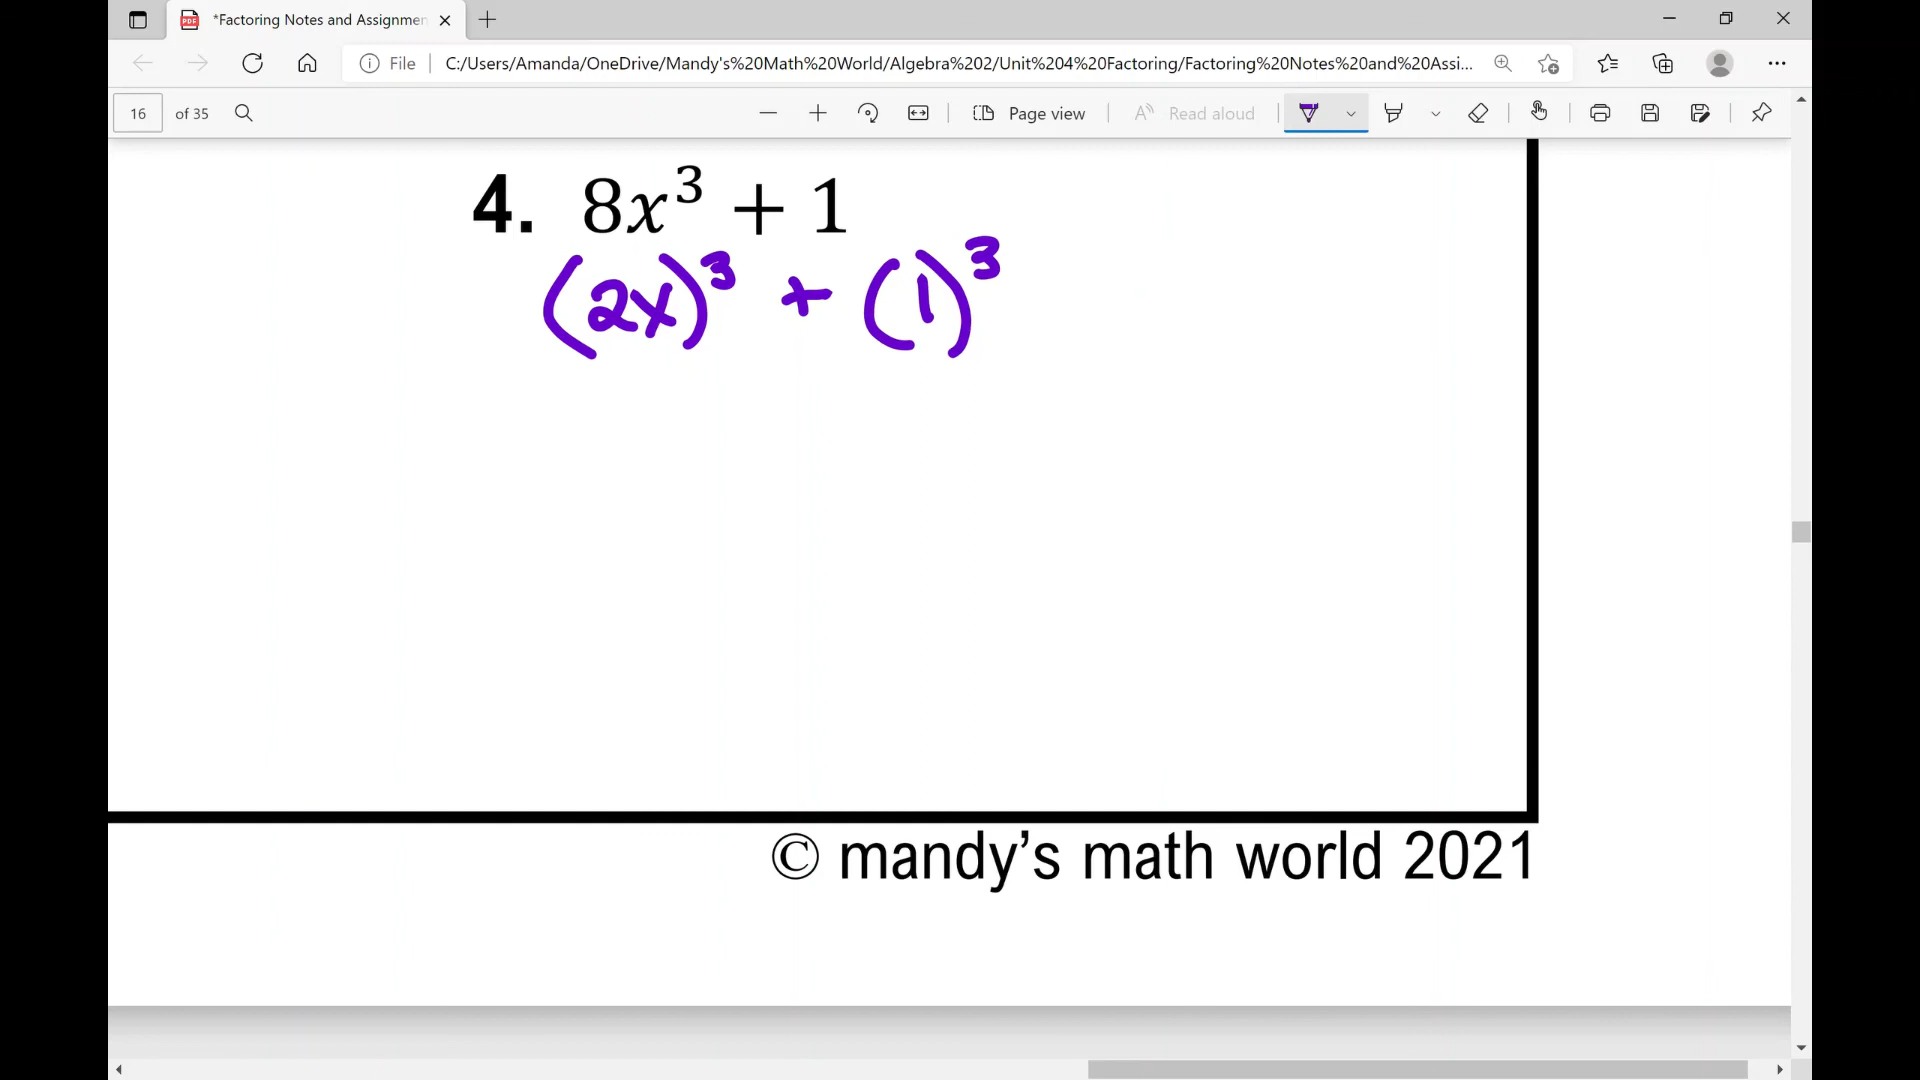 *Factoring Notes and Assignmen
File
C:/Users/Amanda/OneDrive/Mandy's%20Math%20World/Algebra%202/Unit%204%20Factoring/Factoring%20Notes%20and%20Assi...
16 of 35 Page view Read aloud
4. 8x³ + 1
(2x)³ + (1)³
© mandy’s math world 2021